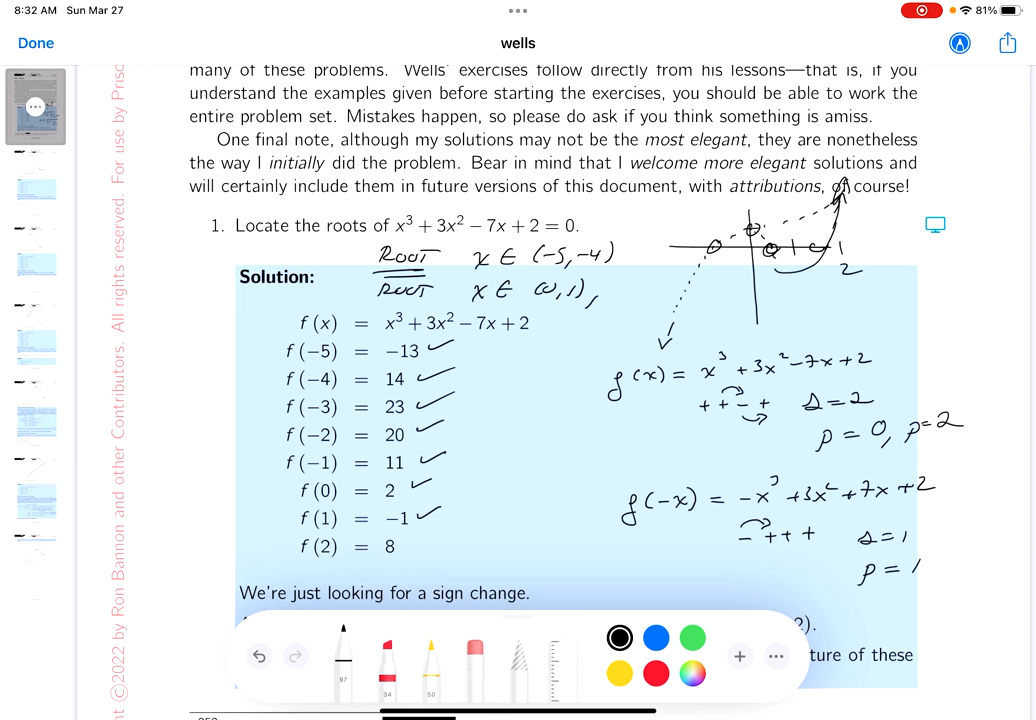 8:32 AM Sun Mar 27
81%
Done
wells
many of these problems. Wells' exercises follow directly from his lessons—that is, if you
understand the examples given before starting the exercises, you should be able to work the
entire problem set. Mistakes happen, so please do ask if you think something is amiss.
One final note, although my solutions may not be the most elegant, they are nonetheless
the way I initially did the problem. Bear in mind that I welcome more elegant solutions and
will certainly include them in future versions of this document, with attributions, of course!
1. Locate the roots of x³ + 3x² − 7x + 2 = 0.
ROOT x ∈ (-5,-4)
ROOT x ∈ (0,1),
1
2
Solution:
f(x) = x³ + 3x² − 7x + 2
f(−5) = −13
f(−4) = 14
f(−3) = 23
f(−2) = 20
f(−1) = 11
f(0) = 2
f(1) = −1
f(2) = 8
f(x) = x³ + 3x² − 7x + 2
+ + − + s = 2
p = 0, p = 2
f(−x) = −x³ + 3x² + 7x + 2
− + + + s = 1
p = 1
We're just looking for a sign change.
2).
ture of these
97
34
50
nt ©2022 by Ron Bannon and other Contributors. All rights reserved. For use by Prisc